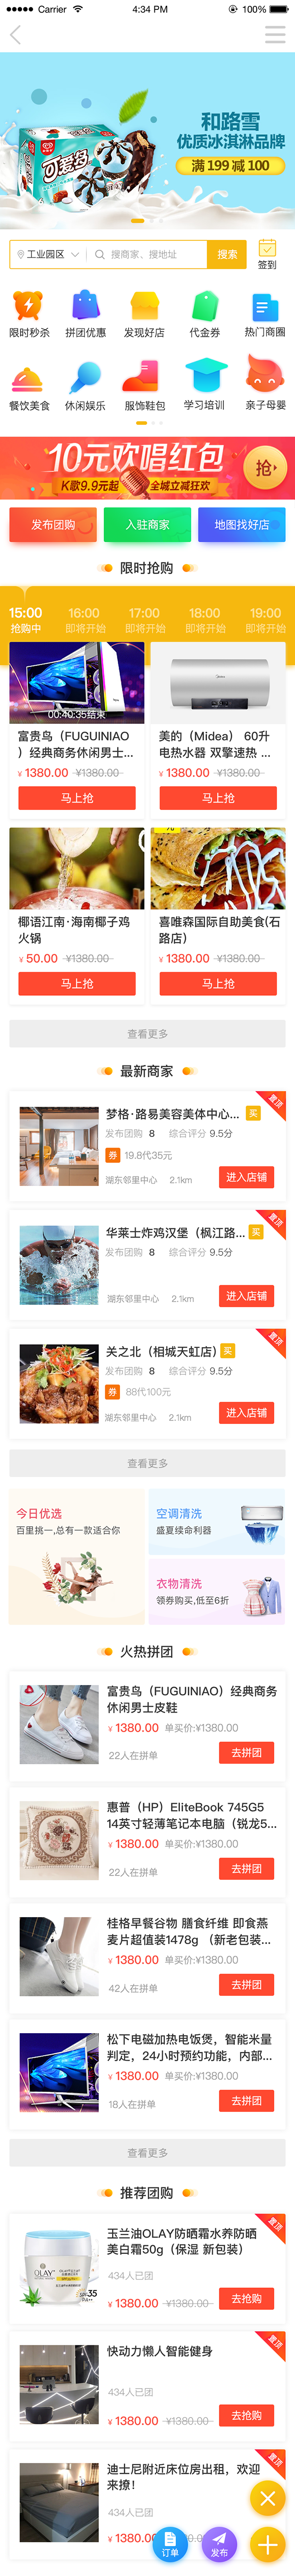 Carrier
4:34 PM
100%
可爱多
和路雪
优质冰淇淋品牌
满 199 减 100
工业园区
搜商家、搜地址
搜索
签到
限时秒杀
拼团优惠
发现好店
代金券
热门商圈
餐饮美食
休闲娱乐
服饰鞋包
学习培训
亲子母婴
10元欢唱红包
K歌9.9元起
全城立减狂欢
抢
发布团购
入驻商家
地图找好店
限时抢购
15:00
16:00
17:00
18:00
19:00
抢购中
即将开始
即将开始
即将开始
即将开始
00:40:35结束
Midea
富贵鸟（FUGUINIAO
）经典商务休闲男士...
¥ 1380.00 ¥1380.00
马上抢
美的（Midea） 60升
电热水器 双擎速热 ...
¥ 1380.00 ¥1380.00
马上抢
椰语江南·海南椰子鸡
火锅
¥ 50.00 ¥1380.00
马上抢
喜唯森国际自助美食(石
路店）
¥ 1380.00 ¥1380.00
马上抢
查看更多
最新商家
置顶
梦格·路易美容美体中心... 买
发布团购 8 综合评分 9.5分
券 19.8代35元
湖东邻里中心 2.1km
进入店铺
置顶
华莱士炸鸡汉堡（枫江路... 买
发布团购 8 综合评分 9.5分
湖东邻里中心 2.1km
进入店铺
置顶
关之北（相城天虹店） 买
发布团购 8 综合评分 9.5分
券 88代100元
湖东邻里中心 2.1km
进入店铺
查看更多
今日优选
百里挑一,总有一款适合你
空调清洗
盛夏续命利器
衣物清洗
领券购买,低至6折
火热拼团
富贵鸟（FUGUINIAO）经典商务
休闲男士皮鞋
¥ 1380.00 单买价:¥1380.00
22人在拼单
去拼团
惠普（HP）EliteBook 745G5
14英寸轻薄笔记本电脑（锐龙5...
¥ 1380.00 单买价:¥1380.00
22人在拼单
去拼团
桂格早餐谷物 膳食纤维 即食燕
麦片超值装1478g （新老包装...
¥ 1380.00 单买价:¥1380.00
42人在拼单
去拼团
松下电磁加热电饭煲，智能米量
判定，24小时预约功能，内部...
¥ 1380.00 单买价:¥1380.00
18人在拼单
去拼团
查看更多
推荐团购
置顶
OLAY
35
PA++
玉兰油OLAY防晒霜水养防晒
美白霜50g（保湿 新包装）
434人已团
¥ 1380.00 ¥1380.00
去抢购
置顶
快动力懒人智能健身
434人已团
¥ 1380.00 ¥1380.00
去抢购
置顶
迪士尼附近床位房出租，欢迎
来撩！
434人已团
¥ 1380.00
订单
发布